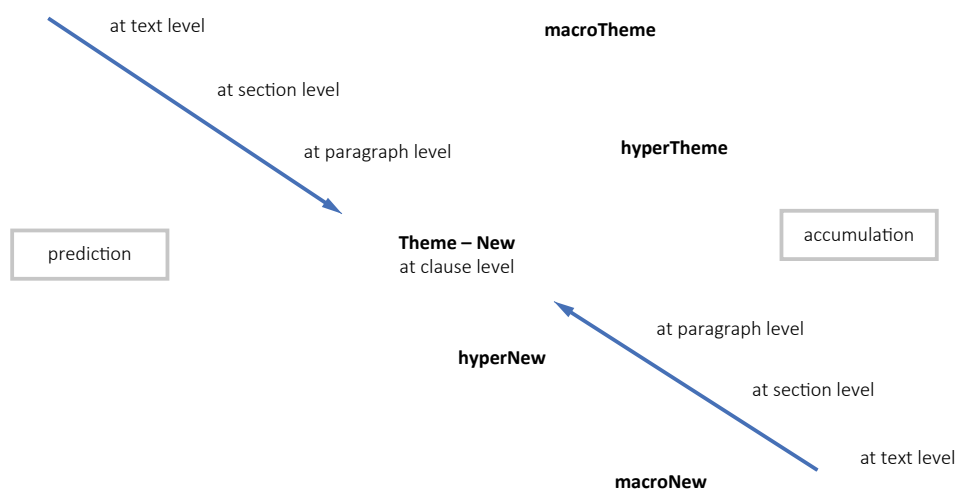 at text level
macroTheme
at section level
at paragraph level
hyperTheme
prediction
Theme – New
at clause level
accumulation
at paragraph level
hyperNew
at section level
at text level
macroNew